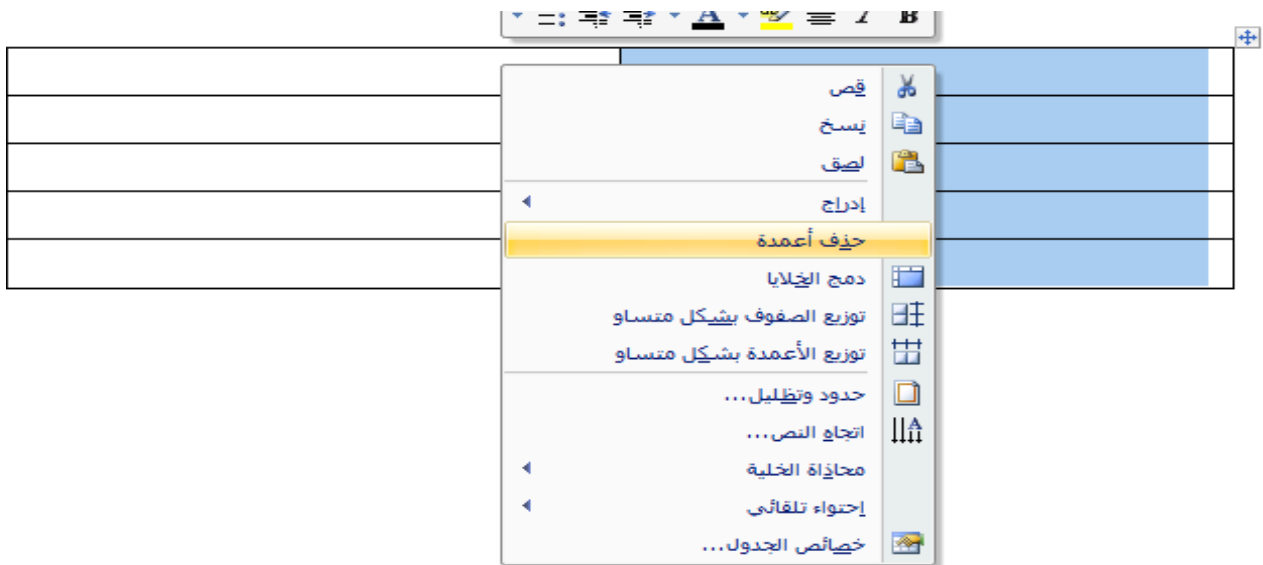 B I A
قص
نسخ
لصق
إدراج
حذف أعمدة
دمج الخلايا
توزيع الصفوف بشكل متساو
توزيع الأعمدة بشكل متساو
حدود وتظليل...
اتجاه النص...
محاذاة الخلية
إحتواء تلقائي
خصائص الجدول...